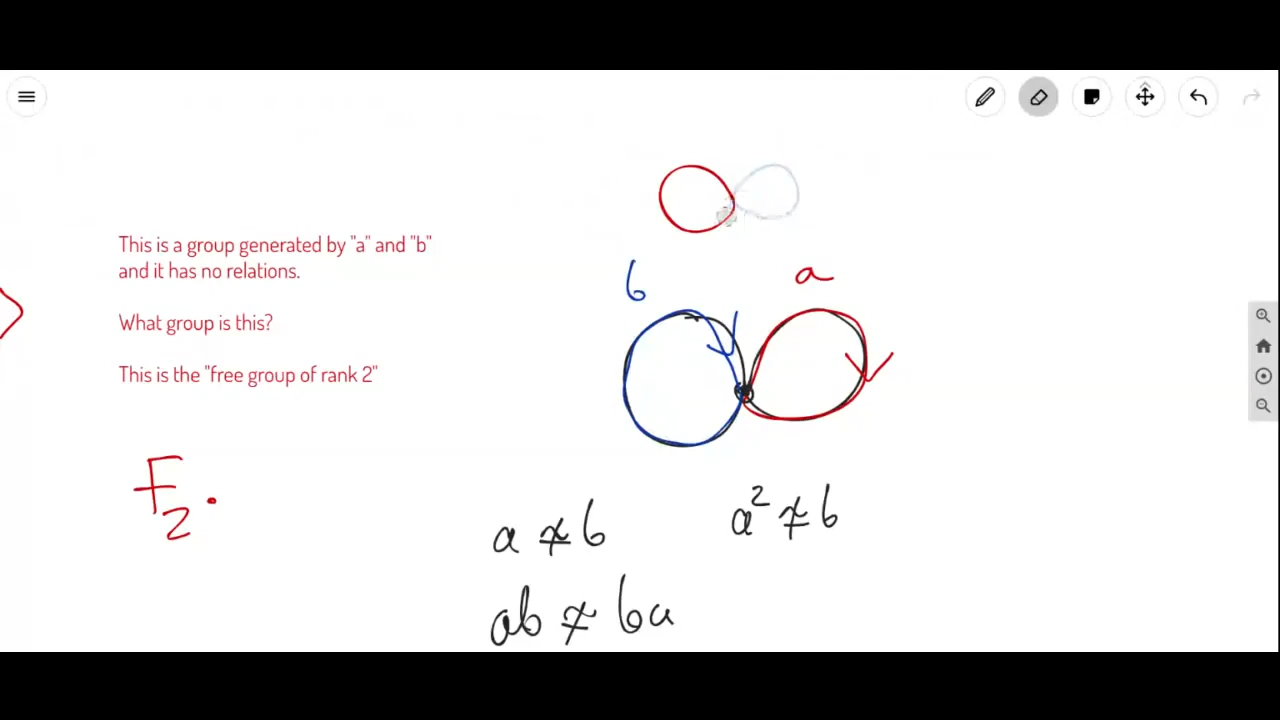 This is a group generated by "a" and "b"
and it has no relations.
What group is this?
This is the "free group of rank 2"
F₂.
b
a
a ≠ b
a² ≠ b
ab ≠ ba